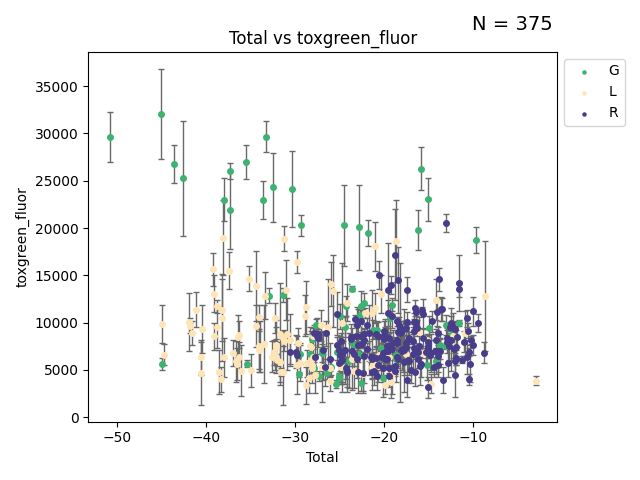 N = 375
Total vs toxgreen_fluor
G
L
R
35000
30000
25000
20000
15000
10000
5000
0
toxgreen_fluor
−50
−40
−30
−20
−10
Total